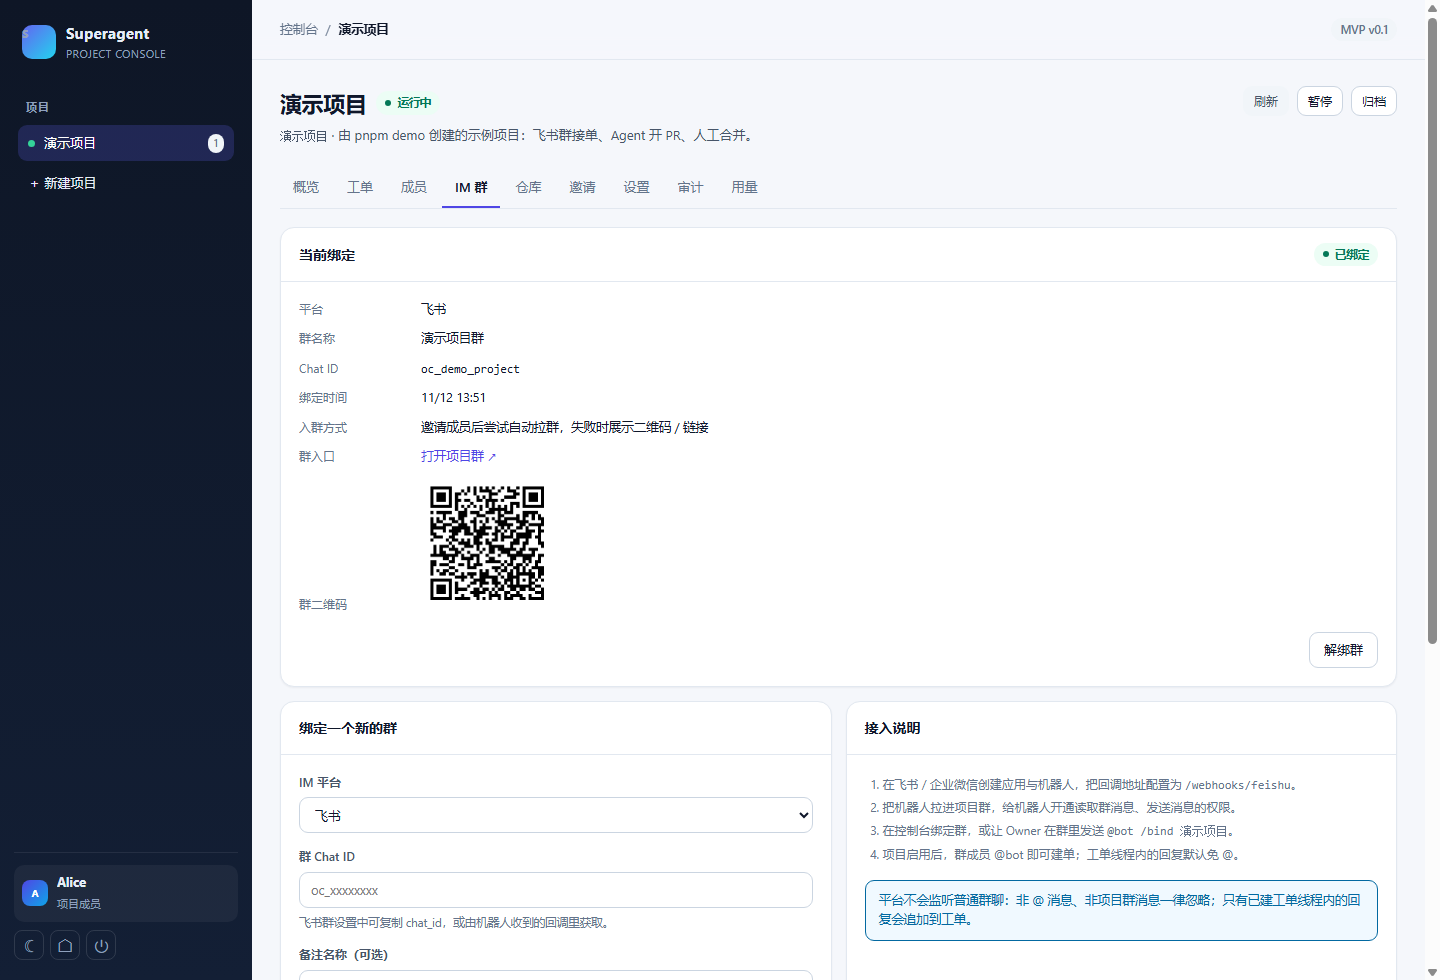 Superagent
PROJECT CONSOLE
项目
演示项目 1
+ 新建项目
Alice
项目成员
A
控制台 / 演示项目
MVP v0.1
演示项目
运行中
刷新
暂停
归档
演示项目 · 由 pnpm demo 创建的示例项目：飞书群接单、Agent 开 PR、人工合并。
概览 工单 成员 IM 群 仓库 邀请 设置 审计 用量
当前绑定
已绑定
平台 飞书
群名称 演示项目群
Chat ID oc_demo_project
绑定时间 11/12 13:51
入群方式 邀请成员后尝试自动拉群，失败时展示二维码 / 链接
群入口 打开项目群 ↗
群二维码
解绑群
绑定一个新的群
IM 平台
飞书
群 Chat ID
oc_xxxxxxxx
飞书群设置中可复制 chat_id，或由机器人收到的回调里获取。
备注名称（可选）
接入说明
1. 在飞书 / 企业微信创建应用与机器人，把回调地址配置为 /webhooks/feishu。
2. 把机器人拉进项目群，给机器人开通读取群消息、发送消息的权限。
3. 在控制台绑定群，或让 Owner 在群里发送 @bot /bind 演示项目。
4. 项目启用后，群成员 @bot 即可建单；工单线程内的回复默认免 @。
平台不会监听普通群聊：非 @ 消息、非项目群消息一律忽略；只有已建工单线程内的回
复会追加到工单。